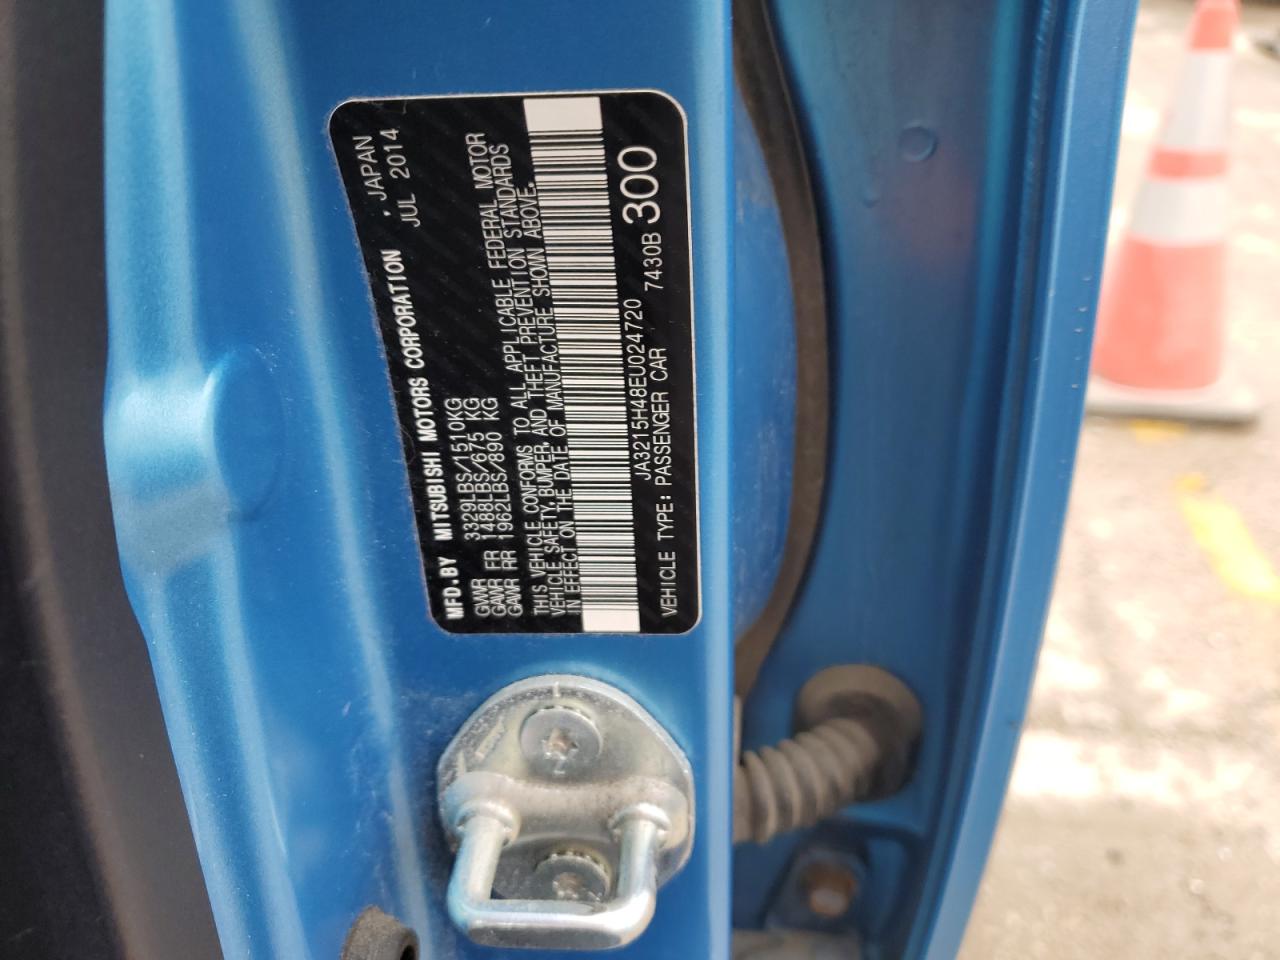 MFD.BY MITSUBISHI MOTORS CORPORATION · JAPAN
JUL 2014
GVWR 3329LBS/1510KG
GAWR FR 1488LBS/675 KG
GAWR RR 1962LBS/890 KG
THIS VEHICLE CONFORMS TO ALL APPLICABLE FEDERAL MOTOR
VEHICLE SAFETY, BUMPER, AND THEFT PREVENTION STANDARDS
IN EFFECT ON THE DATE OF MANUFACTURE SHOWN ABOVE.
JA3215H48EU024720
VEHICLE TYPE: PASSENGER CAR 7430B 300